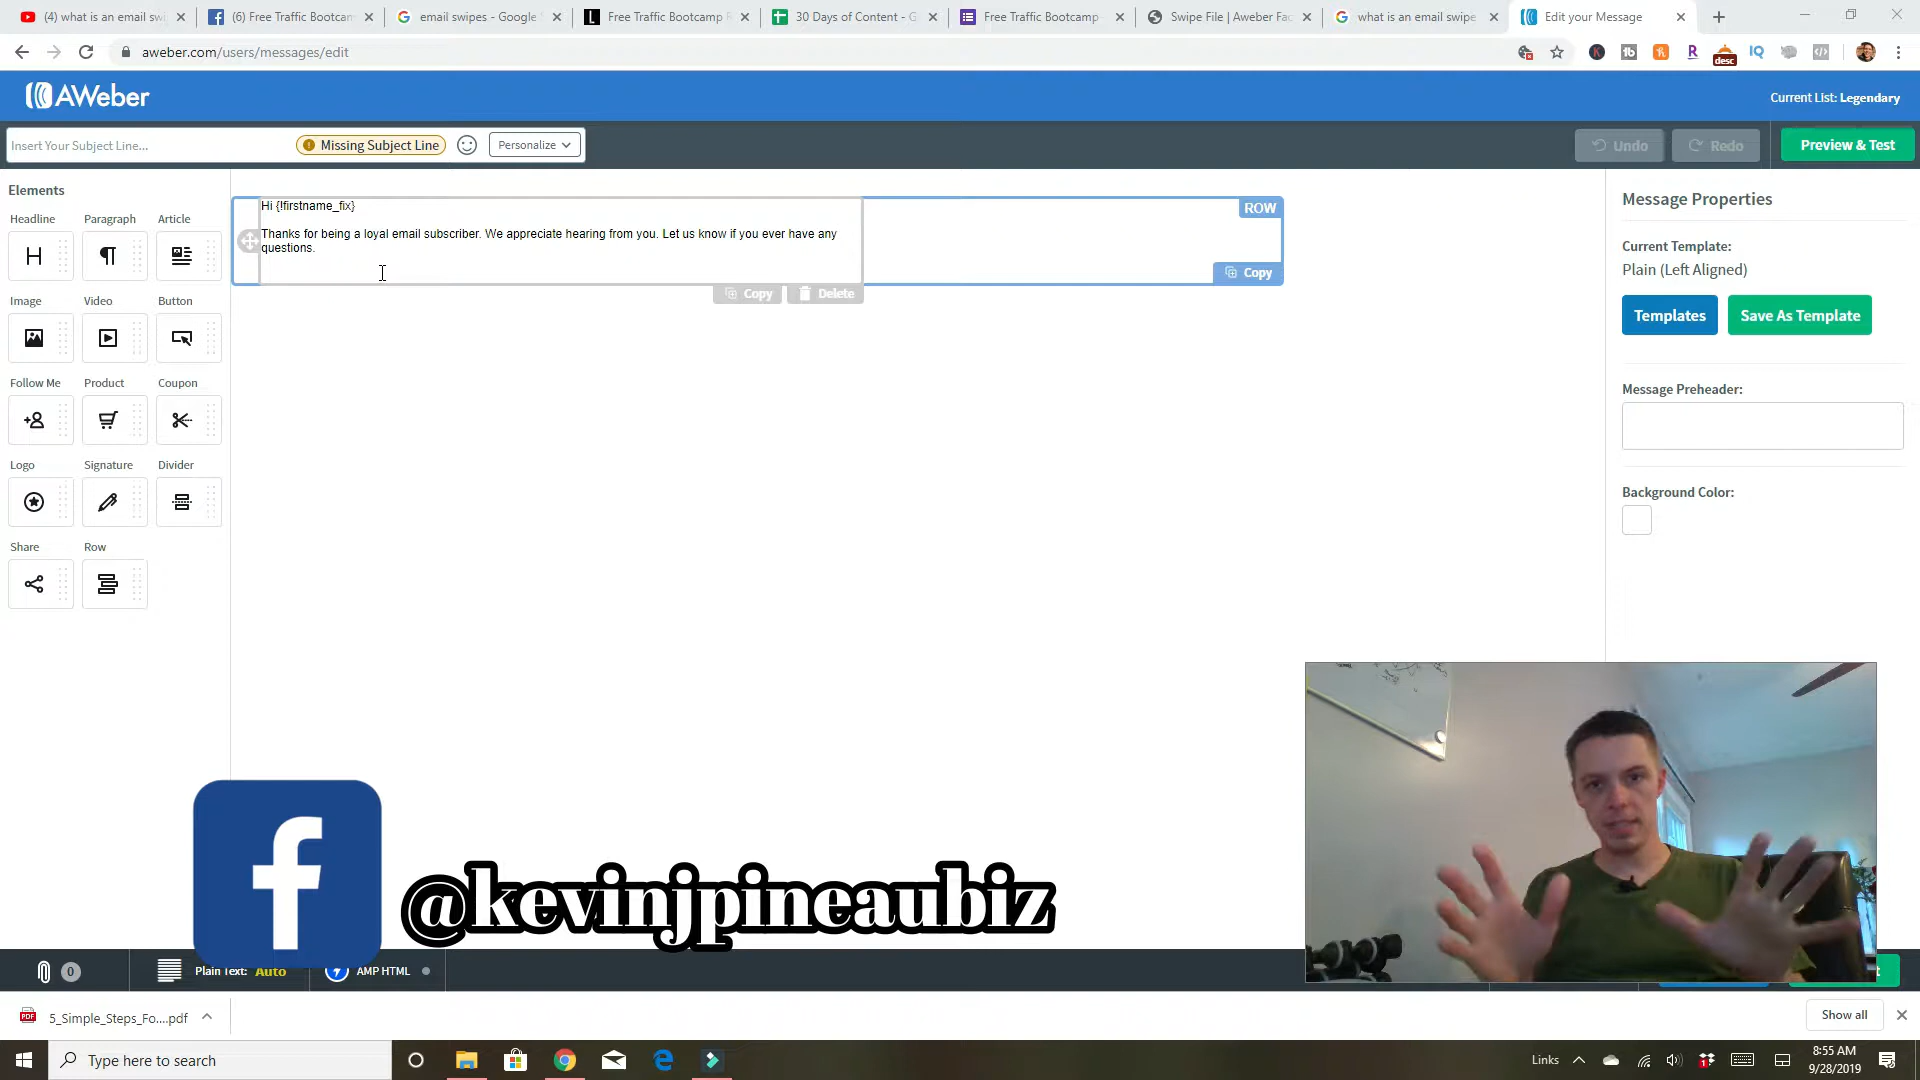 (4) what is an email swi
(6) Free Traffic Bootcam
email swipes - Google
Free Traffic Bootcamp R
30 Days of Content - G
Free Traffic Bootcamp
Swipe File | Aweber Fac
what is an email swipe
Edit your Message
aweber.com/users/messages/edit
desc
IQ
AWeber
Current List: Legendary
Insert Your Subject Line...
Missing Subject Line
Personalize
Undo
Redo
Preview & Test
Elements
Headline
Paragraph
Article
Image
Video
Button
Follow Me
Product
Coupon
Logo
Signature
Divider
Share
Row
Hi {!firstname_fix}
Thanks for being a loyal email subscriber. We appreciate hearing from you. Let us know if you ever have any
questions.
ROW
Copy
Copy
Delete
Message Properties
Current Template:
Plain (Left Aligned)
Templates
Save As Template
Message Preheader:
Background Color:
@kevinjpineaubiz
0
Plain Text: Auto
AMP HTML
5_Simple_Steps_Fo....pdf
Show all
Type here to search
Links
8:55 AM
9/28/2019